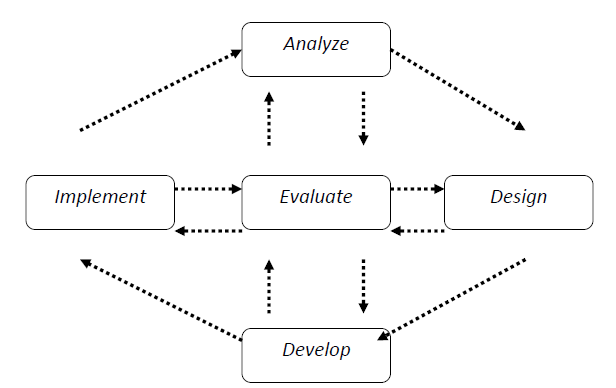 Analyze
Implement
Evaluate
Design
Develop